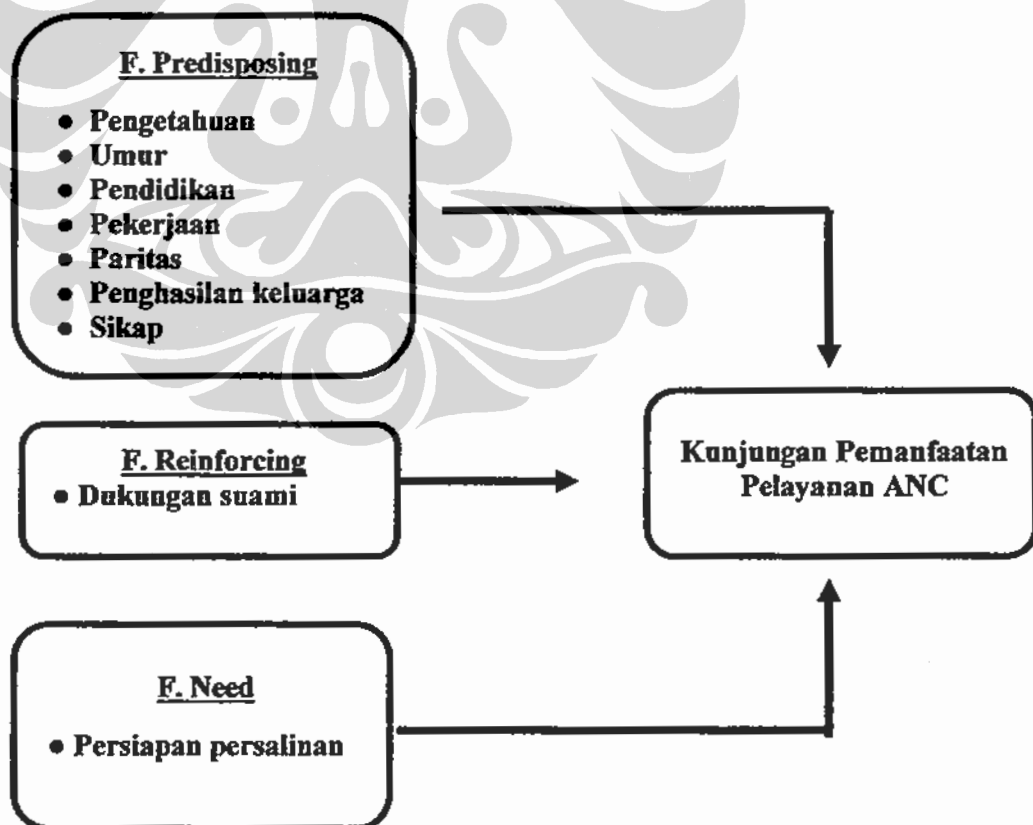 F. Predisposing
• Pengetahuan
• Umur
• Pendidikan
• Pekerjaan
• Paritas
• Penghasilan keluarga
• Sikap
F. Reinforcing
• Dukungan suami
Kunjungan Pemanfaatan
Pelayanan ANC
F. Need
• Persiapan persalinan